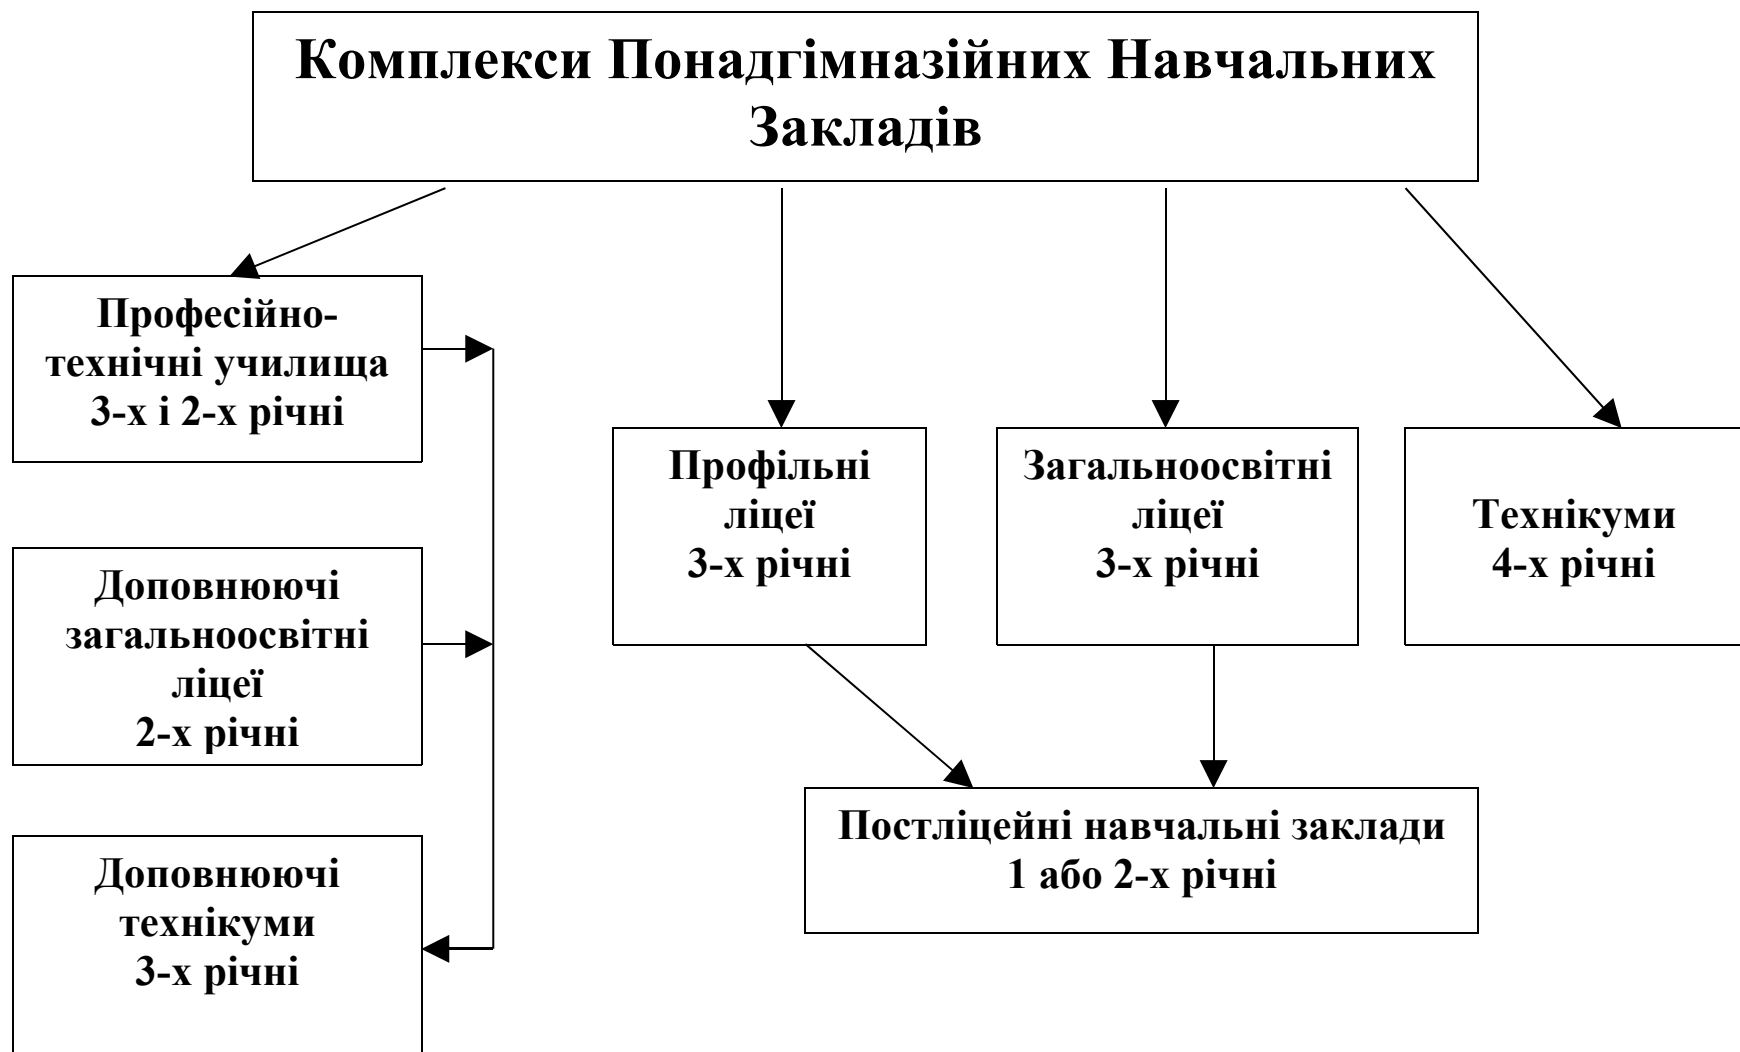 Комплекси Понадгімназійних Навчальних
Закладів
Професійно-
технічні училища
3-х і 2-х річні
Профільні
ліцеї
3-х річні
Загальноосвітні
ліцеї
3-х річні
Технікуми
4-х річні
Доповнюючі
загальноосвітні
ліцеї
2-х річні
Постліцейні навчальні заклади
1 або 2-х річні
Доповнюючі
технікуми
3-х річні